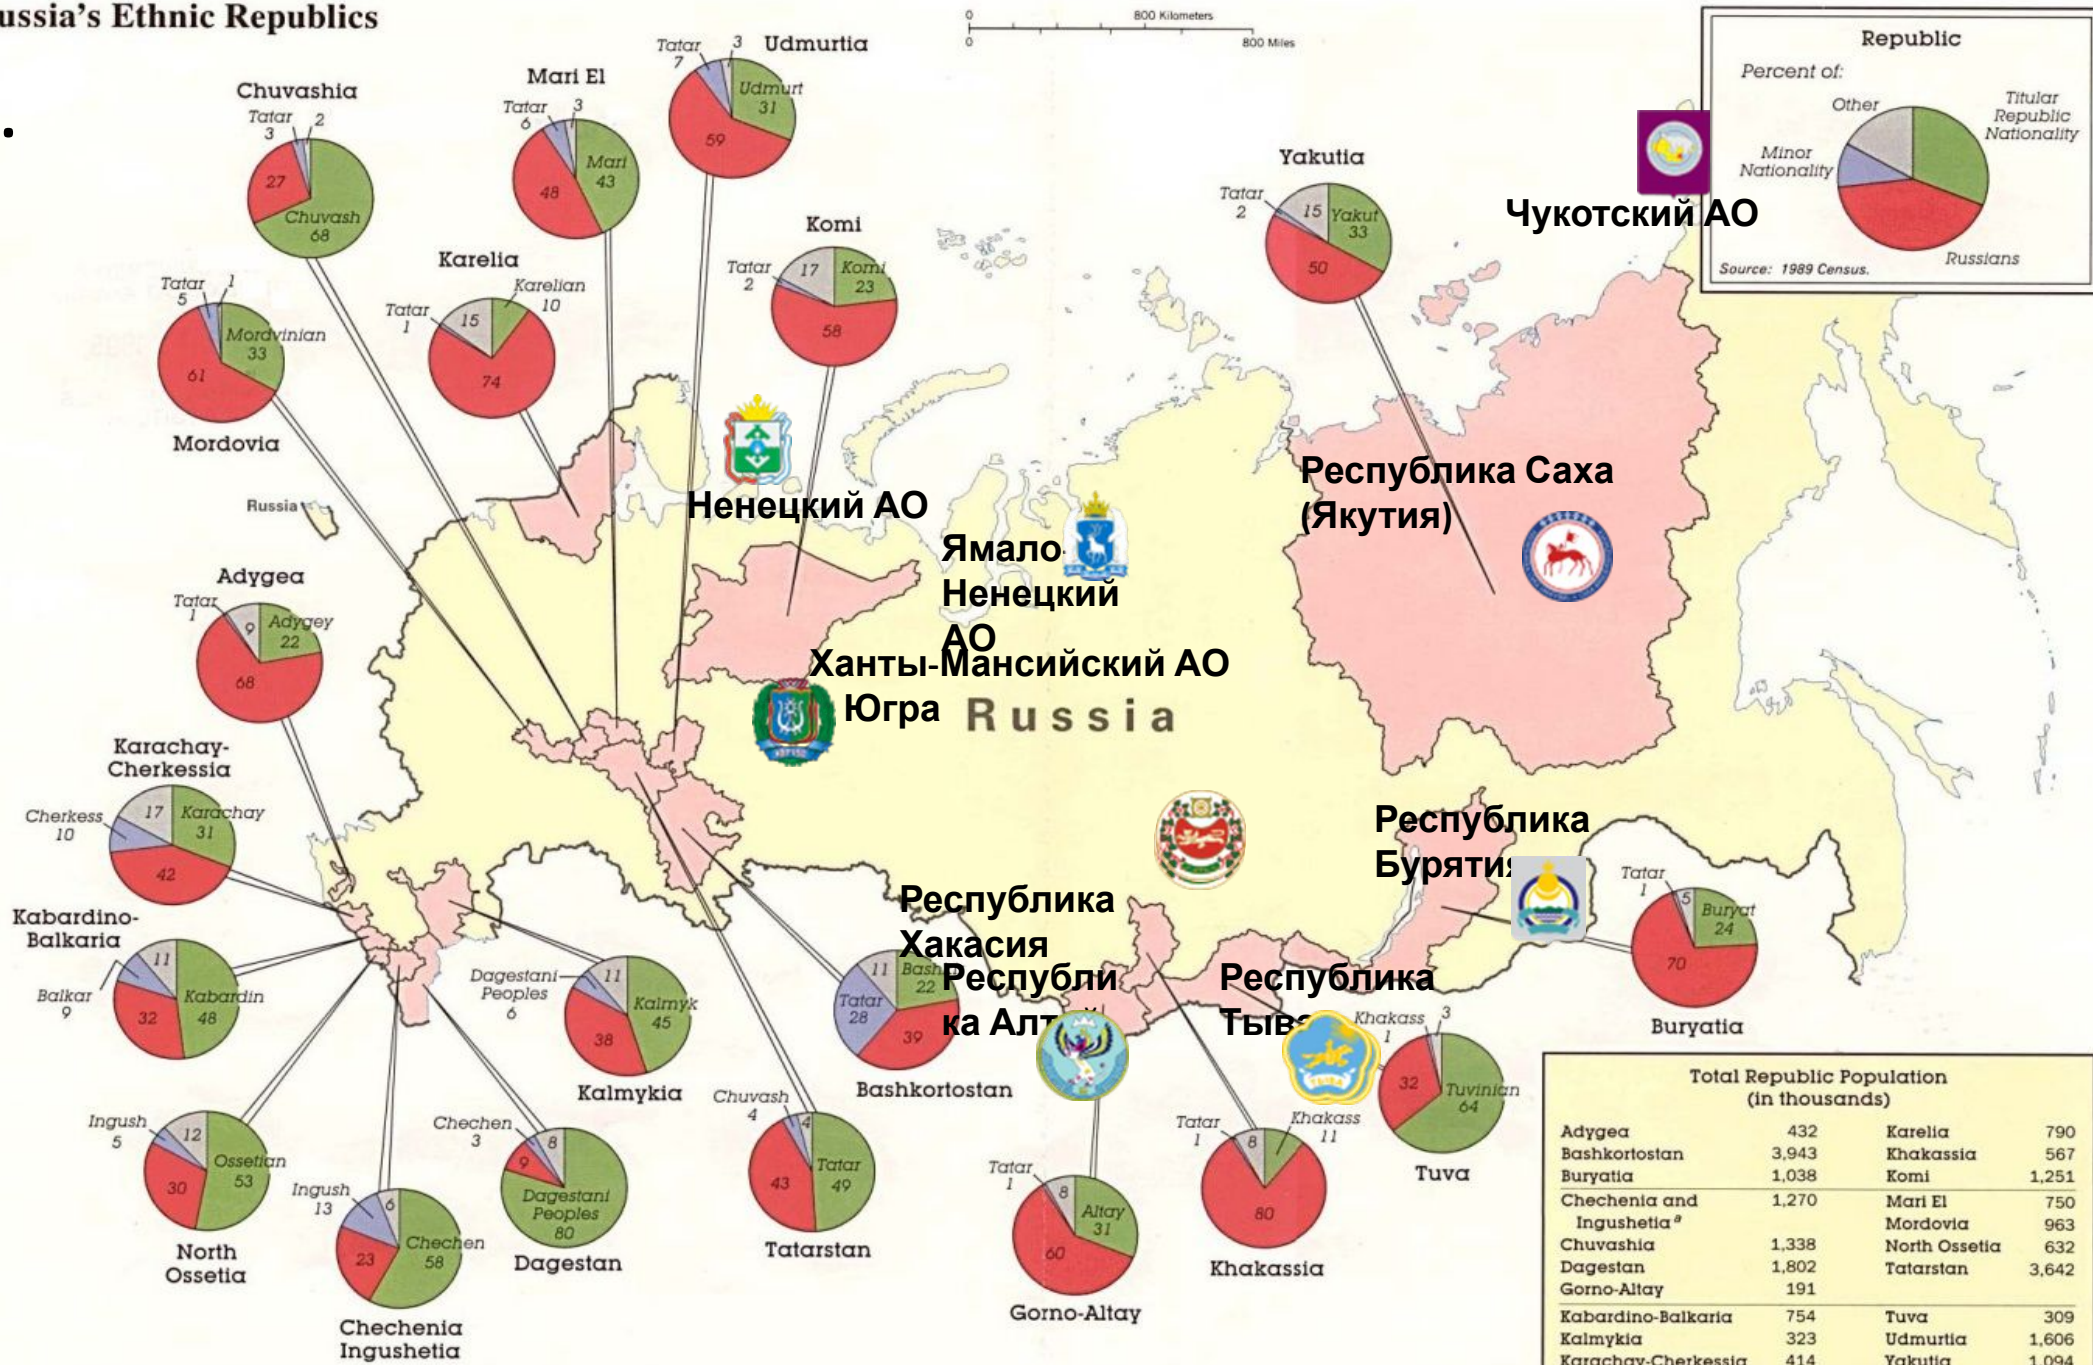 ussia's Ethnic Republics
.
0
800 Kilometers
0
800 Miles
Republic
Percent of:
Other
Titular
Republic
Nationality
Minor
Nationality
Russians
Source: 1989 Census.
Chuvashia
Tatar
3
2
27
Chuvash
68
Mari El
Tatar
6
3
Mari
43
48
Udmurtia
Tatar
7
3
Udmurt
31
59
Yakutia
Tatar
2
15
Yakut
33
50
Чукотский АО
Mordovia
Tatar
5
1
Mordvinian
33
61
Karelia
Tatar
1
15
Karelian
10
74
Komi
Tatar
2
17
Komi
23
58
Russia
Ненецкий АО
Ямало-
Ненецкий
АО
Ханты-Мансийский АО
Югра
Russia
Республика Саха
(Якутия)
Adygea
Tatar
1
9
Adygey
22
68
Karachay-
Cherkessia
Cherkess
10
17
Karachay
31
42
Kabardino-
Balkaria
Balkar
9
11
Kabardin
48
32
Dagestani
Peoples
6
11
Kalmyk
45
38
Kalmykia
11
22
Tatar
28
39
Bashkortostan
Республика
Хакасия
Республи
ка
Республика
Республика
Tatar
1
5
Buryat
24
70
Buryatia
Khakass
1
3
32
Tuvinian
64
Tuva
Ingush
5
12
Ossetian
53
30
North
Ossetia
Ingush
13
6
Chechen
58
23
Chechenia
Ingushetia
Chechen
3
8
9
Dagestani
Peoples
80
Dagestan
Chuvash
4
4
Tatar
49
43
Tatarstan
Tatar
1
8
Altay
31
60
Gorno-Altay
Tatar
1
8
Khakass
11
80
Khakassia
Total Republic Population
(in thousands)
Adygea 432 Karelia 790
Bashkortostan 3,943 Khakassia 567
Buryatia 1,038 Komi 1,251
Chechenia and 1,270 Mari El 750
Ingushetia a Mordovia 963
Chuvashia 1,338 North Ossetia 632
Dagestan 1,802 Tatarstan 3,642
Gorno-Altay 191
Kabardino-Balkaria 754 Tuva 309
Kalmykia 323 Udmurtia 1,606
Karachay-Cherkessia 414 Yakutia 1,094